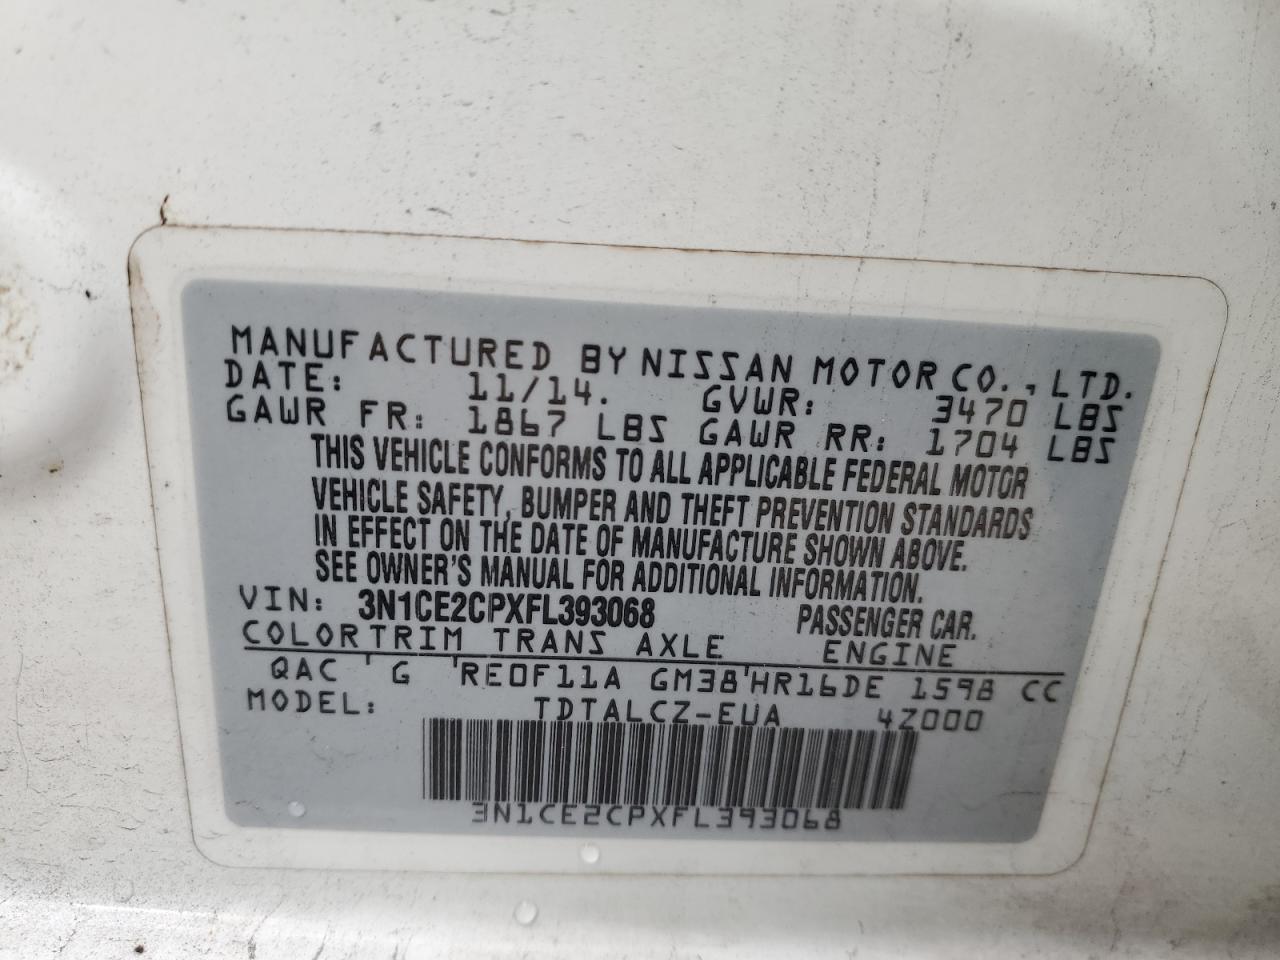 MANUFACTURED BY NISSAN MOTOR CO., LTD.
DATE: 11/14. GVWR: 3470 LBS
GAWR FR: 1867 LBS GAWR RR: 1704 LBS
THIS VEHICLE CONFORMS TO ALL APPLICABLE FEDERAL MOTOR
VEHICLE SAFETY, BUMPER AND THEFT PREVENTION STANDARDS
IN EFFECT ON THE DATE OF MANUFACTURE SHOWN ABOVE.
SEE OWNER'S MANUAL FOR ADDITIONAL INFORMATION.
VIN: 3N1CE2CPXFL393068 PASSENGER CAR.
COLOR TRIM TRANS AXLE ENGINE
QAC ' G 'RE0F11A GM38'HR16DE 1598 CC
MODEL: TDTALCZ-EUA 4Z000
3N1CE2CPXFL393068